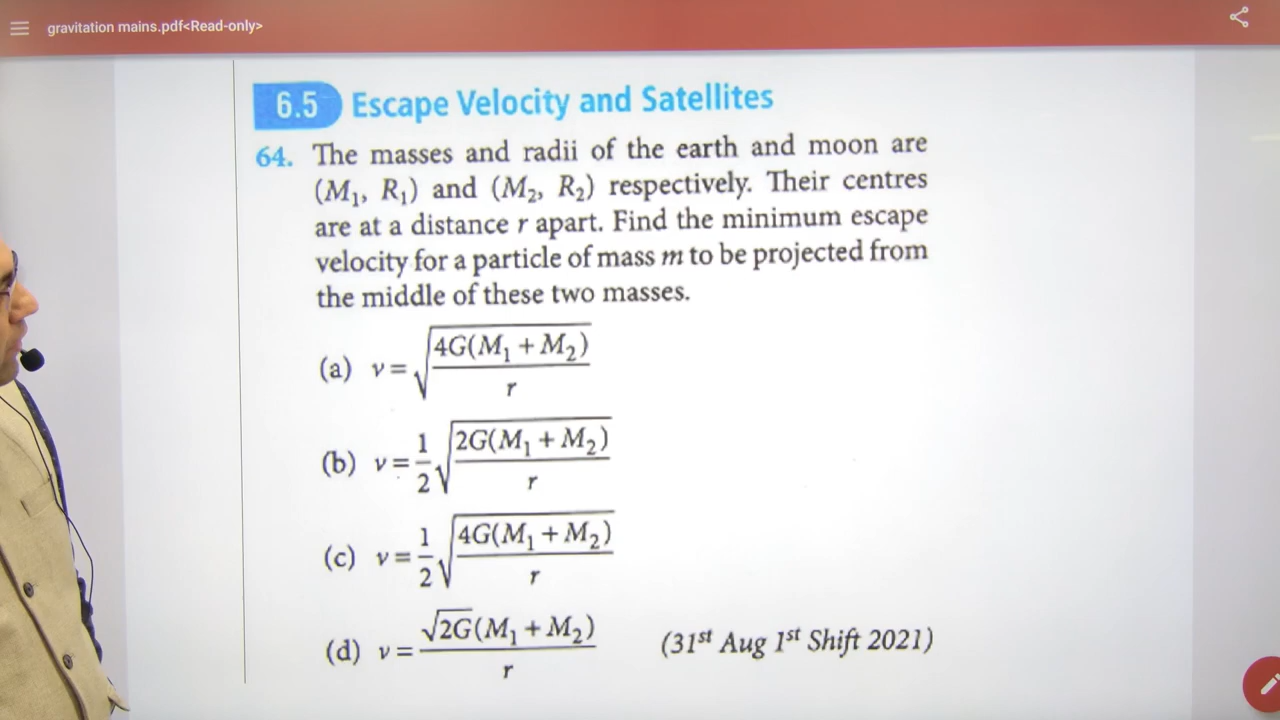 gravitation mains.pdf<Read-only>
6.5 Escape Velocity and Satellites
64. The masses and radii of the earth and moon are
(M₁, R₁) and (M₂, R₂) respectively. Their centres
are at a distance r apart. Find the minimum escape
velocity for a particle of mass m to be projected from
the middle of these two masses.
(a) v = √(4G(M₁ + M₂)/r)
(b) v = 1/2 √(2G(M₁ + M₂)/r)
(c) v = 1/2 √(4G(M₁ + M₂)/r)
(d) v = √2G(M₁ + M₂)/r (31st Aug 1st Shift 2021)